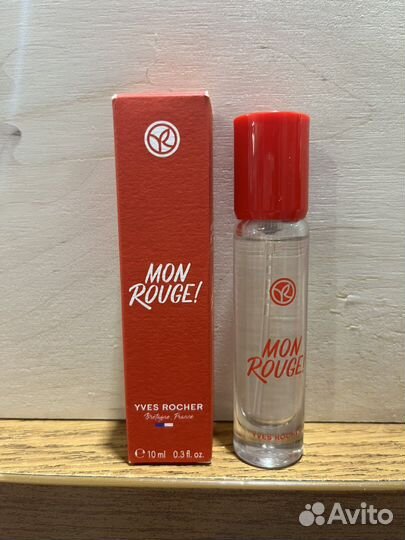 MON
ROUGE!
YVES ROCHER
Bretagne, France
℮ 10 ml 0.3 fl. oz.
MON
ROUGE!
YVES ROCHER
Avito